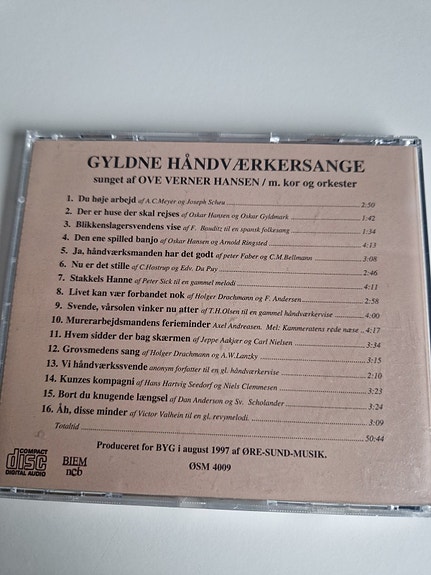 GYLDNE HÅNDVÆRKERSANGE
sunget af OVE VERNER HANSEN / m. kor og orkester
1. Du høje arbejd af A.C.Meyer og Joseph Scheu 2:50
2. Der er huse der skal rejses af Oskar Hansen og Oskar Gyldmark 1:42
3. Blikkenslagersvendens vise af F. Bauditz til en spansk folkesang 1:34
4. Den ene spilled banjo af Oskar Hansen og Arnold Ringsted 4:13
5. Ja, håndværksmanden har det godt af peter Faber og C.M.Bellmann 3:08
6. Nu er det stille af C.Hostrup og Edv. Du Puy 2:46
7. Stakkels Hanne af Peter Sick til en gammel melodi 4:11
8. Livet kan vær forbandet nok af Holger Drachmann og F. Andersen 2:58
9. Svende, vårsolen vinker nu atter af T.H.Olsen til en gammel håndværkervise 4:00
10. Murerarbejdsmandens ferieminder Axel Andreasen. Mel: Kammeratens røde næse .. 4:17
11. Hvem sidder der bag skærmen af Jeppe Aakjær og Carl Nielsen 3:34
12. Grovsmedens sang af Holger Drachmann og A.W.Lanzky 3:15
13. Vi håndværkssvende anonym forfatter til en gl. håndværkervise
14. Kunzes kompagni af Hans Hartvig Seedorf og Niels Clemmesen 3:23
15. Bort du knugende længsel af Dan Anderson og Sv. Scholander 3:24
16. Åh, disse minder af Victor Valhein til en gl. revymelodi. 3:09
Totaltid 50:44
Produceret for BYG i august 1997 af ØRE-SUND-MUSIK.
ØSM 4009
COMPACT
disc
DIGITAL AUDIO
BIEM
ncb